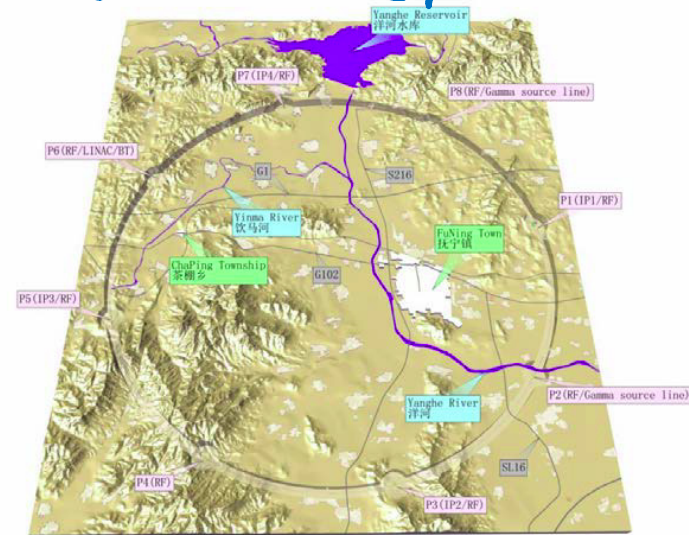 Yanghe Reservoir
洋河水库
P7(IP4/RF)
P8(RF/Gamma source line)
P6(RF/LINAC/BT)
G1
S216
P1(IP1/RF)
Yinma River
饮马河
FuNing Town
抚宁镇
ChaPing Township
茶棚乡
G102
P5(IP3/RF)
P2(RF/Gamma source line)
Yanghe River
洋河
SL16
P4(RF)
P3(IP2/RF)